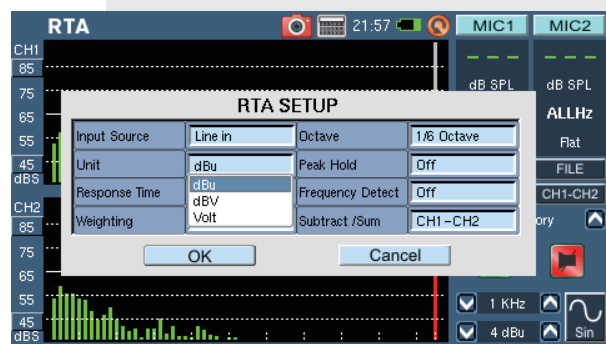 RTA
21:57
MIC1
MIC2
CH1
85
75
65
55
45
dBS
CH2
85
75
65
55
45
dBS
dB SPL
dB SPL
ALLHz
Flat
FILE
CH1-CH2
ory
1 KHz
4 dBu
Sin
RTA SETUP
Input Source
Line in
Octave
1/6 Octave
Unit
dBu
Peak Hold
Off
Response Time
dBu
dBV
Volt
Frequency Detect
Off
Weighting
Subtract /Sum
CH1-CH2
OK
Cancel